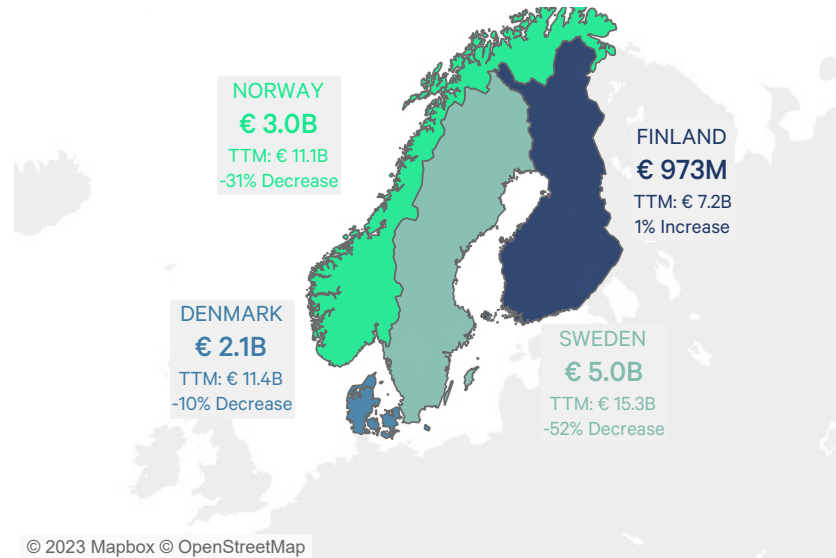 NORWAY
€ 3.0B
TTM: € 11.1B
-31% Decrease
FINLAND
€ 973M
TTM: € 7.2B
1% Increase
DENMARK
€ 2.1B
TTM: € 11.4B
-10% Decrease
SWEDEN
€ 5.0B
TTM: € 15.3B
-52% Decrease
© 2023 Mapbox © OpenStreetMap